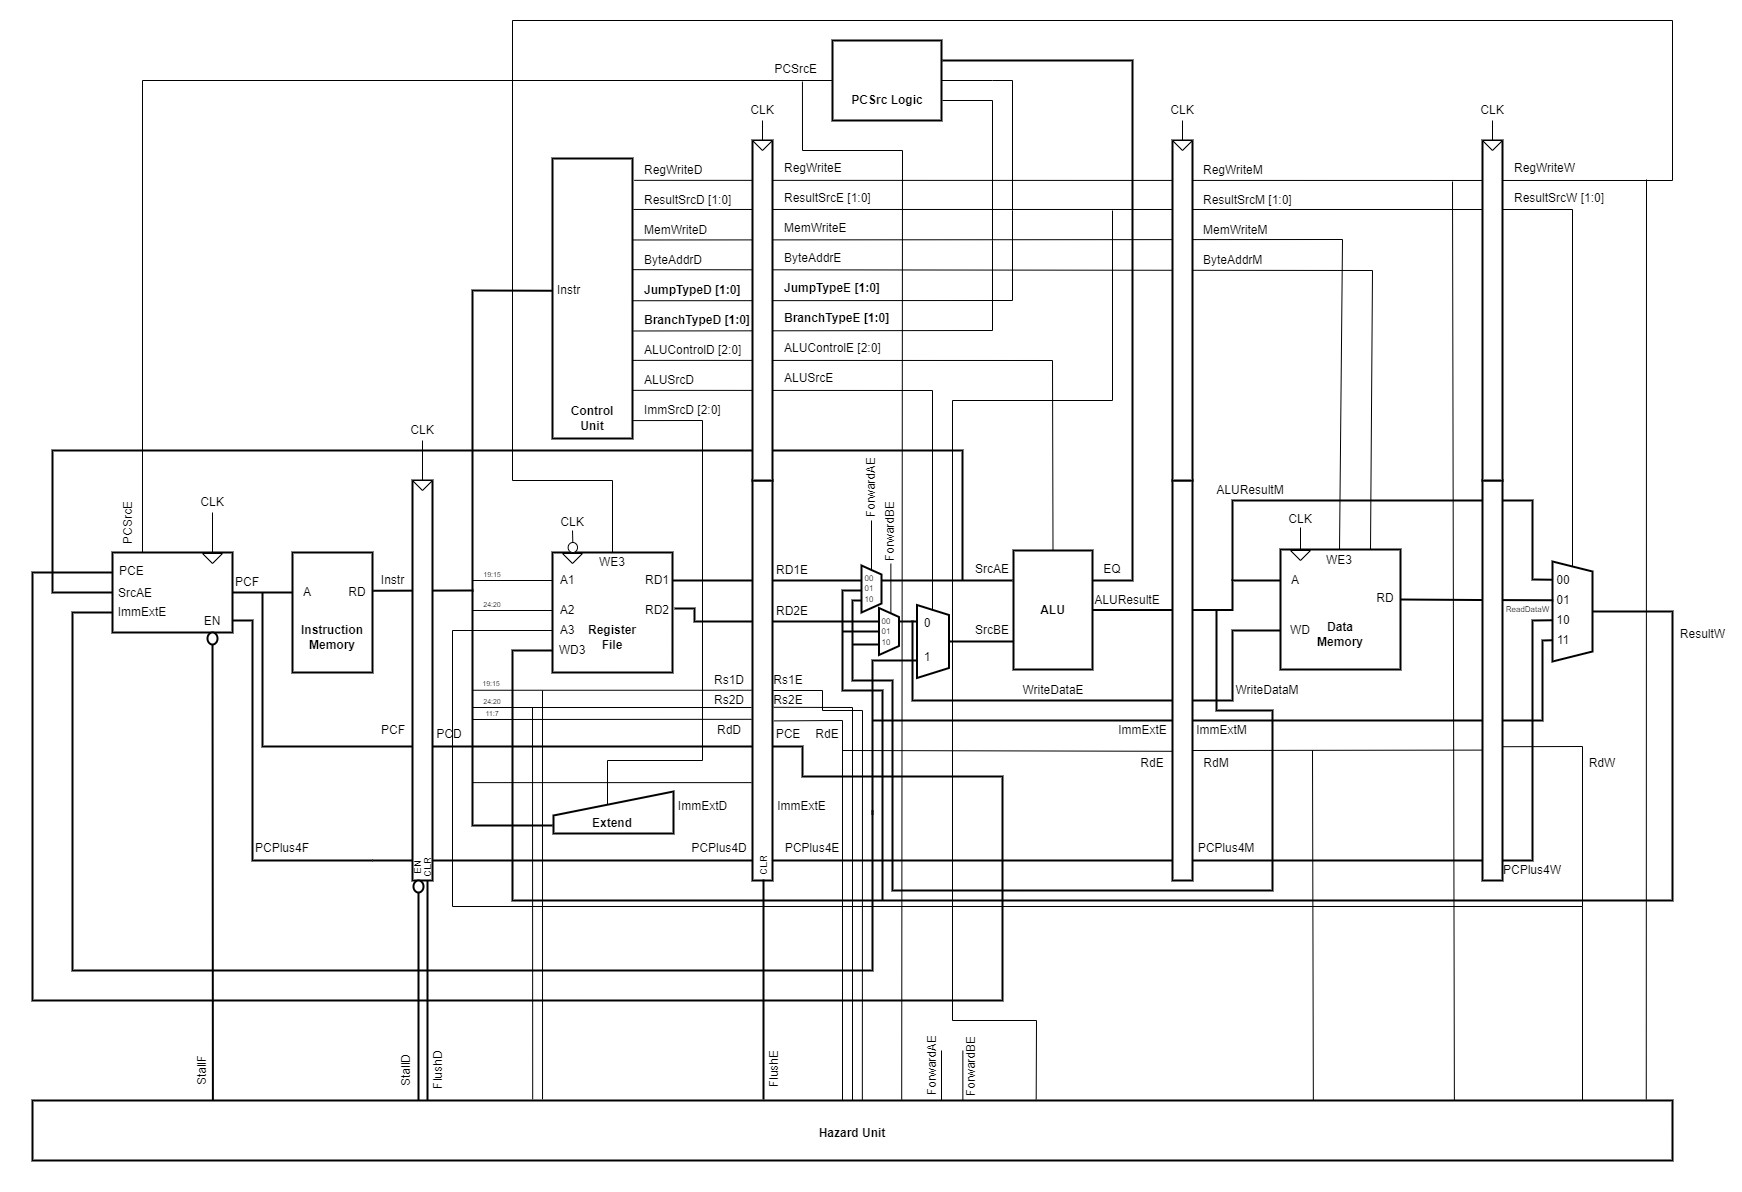 PCSrcE
PCSrc Logic
CLK
CLK
CLK
RegWriteD
RegWriteE
RegWriteM
RegWriteW
ResultSrcD [1:0]
ResultSrcE [1:0]
ResultSrcM [1:0]
ResultSrcW [1:0]
MemWriteD
MemWriteE
MemWriteM
ByteAddrD
ByteAddrE
ByteAddrM
Instr
JumpTypeD [1:0]
JumpTypeE [1:0]
BranchTypeD [1:0]
BranchTypeE [1:0]
ALUControlD [2:0]
ALUControlE [2:0]
ALUSrcD
ALUSrcE
Control
Unit
ImmSrcD [2:0]
CLK
ForwardAE
ForwardBE
ALUResultM
PCSrcE
CLK
CLK
CLK
WE3
WE3
PCE
SrcAE
ImmExtE
EN
PCF
A
RD
Instruction
Memory
Instr
19:15
24:20
A1
A2
A3
WD3
RD1
RD2
Register
File
RD1E
RD2E
00
01
10
00
01
10
0
1
SrcAE
SrcBE
ALU
EQ
ALUResultE
A
WD
RD
Data
Memory
ReadDataW
00
01
10
11
ResultW
19:15
24:20
11:7
Rs1D
Rs2D
RdD
Rs1E
Rs2E
WriteDataE
WriteDataM
PCF
PCD
PCE
RdE
ImmExtE
ImmExtM
RdE
RdM
RdW
Extend
ImmExtD
ImmExtE
PCPlus4F
PCPlus4D
PCPlus4E
PCPlus4M
PCPlus4W
EN
CLR
CLR
StallF
StallD
FlushD
FlushE
ForwardAE
ForwardBE
Hazard Unit